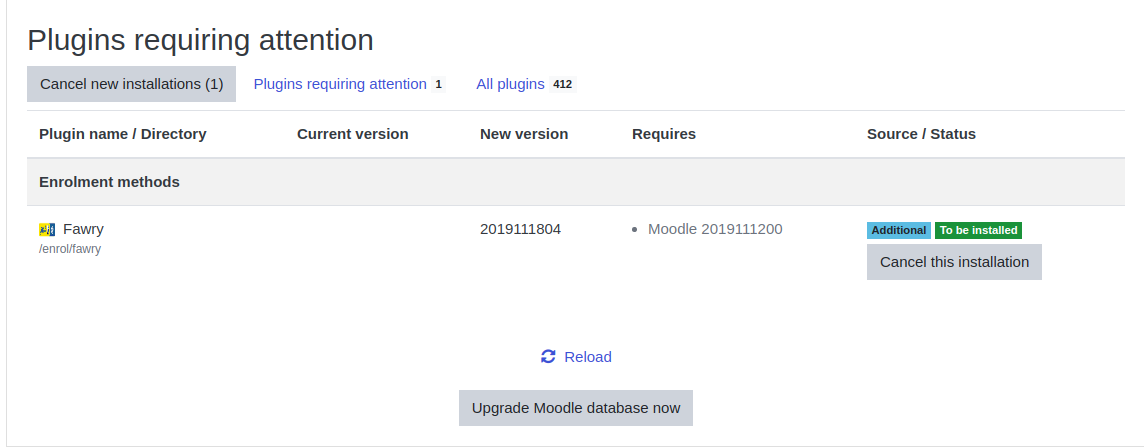 Plugins requiring attention
Cancel new installations (1) Plugins requiring attention 1 All plugins 412
Plugin name / Directory Current version New version Requires Source / Status
Enrolment methods
Fawry 2019111804 Moodle 2019111200 Additional To be installed
/enrol/fawry
Cancel this installation
Reload
Upgrade Moodle database now